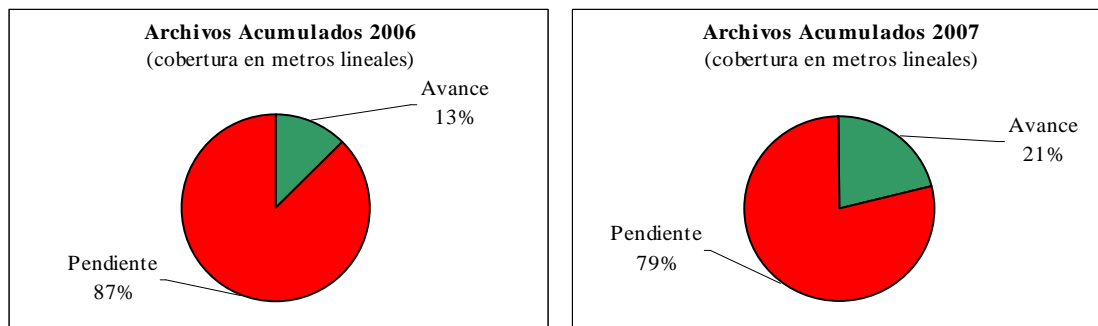 Archivos Acumulados 2006
(cobertura en metros lineales)
Avance
13%
Pendiente
87%
Archivos Acumulados 2007
(cobertura en metros lineales)
Avance
21%
Pendiente
79%